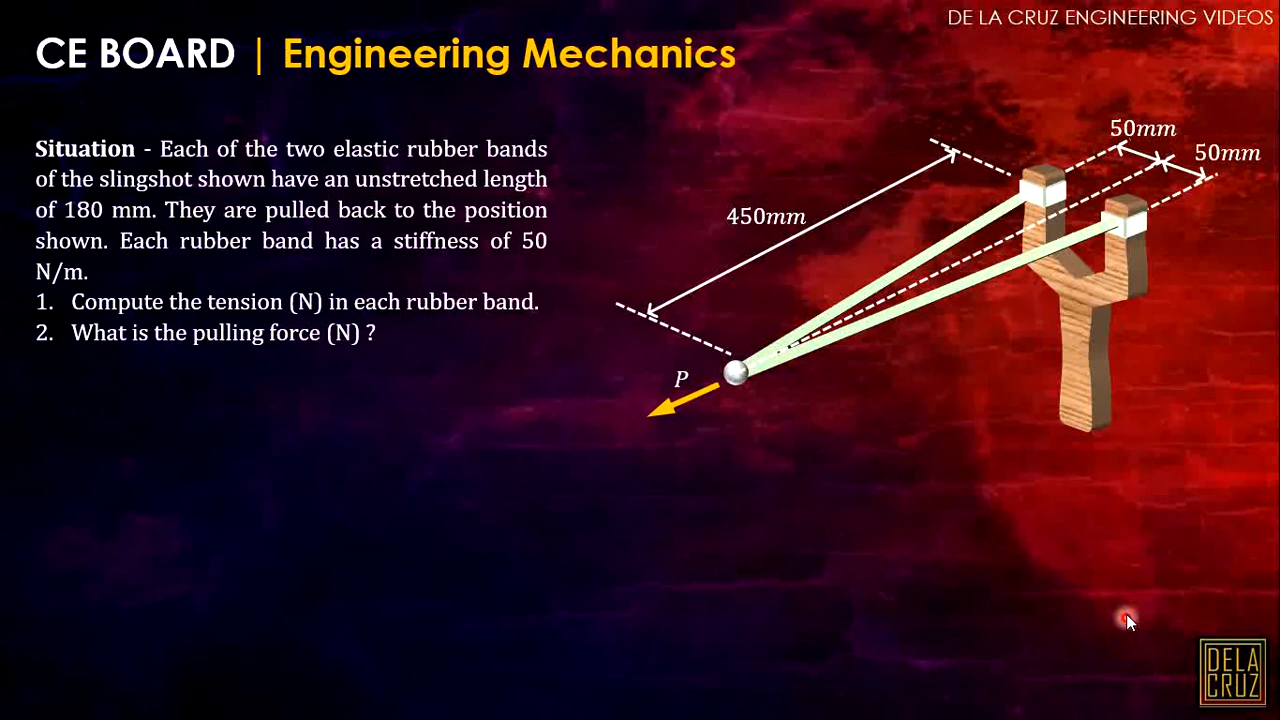 DE LA CRUZ ENGINEERING VIDEOS
CE BOARD | Engineering Mechanics
Situation - Each of the two elastic rubber bands
of the slingshot shown have an unstretched length
of 180 mm. They are pulled back to the position
shown. Each rubber band has a stiffness of 50
N/m.
1. Compute the tension (N) in each rubber band.
2. What is the pulling force (N) ?
50mm
50mm
450mm
P
DELA
CRUZ